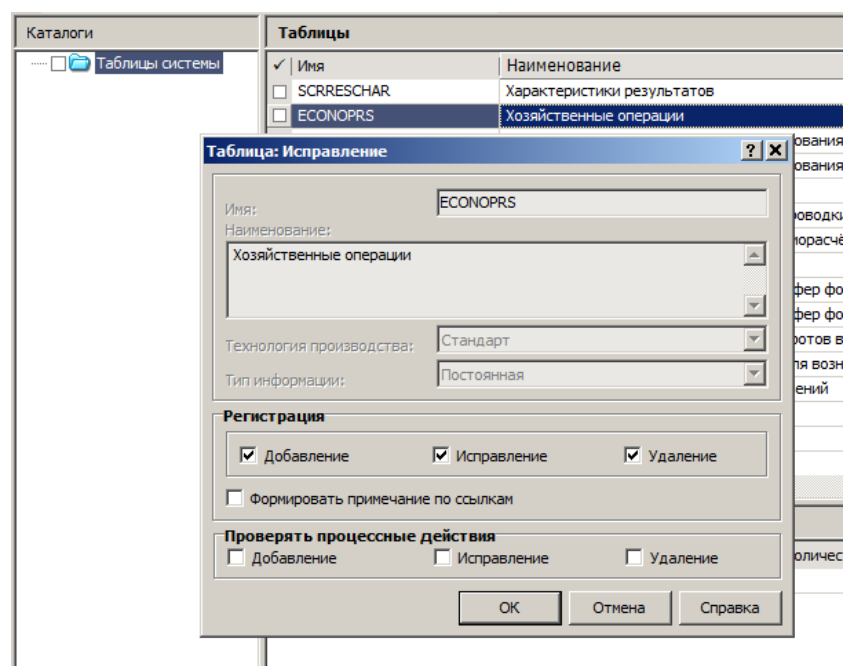 Каталоги
Таблицы
Таблицы системы
Имя
Наименование
SCRRESCHAR
Характеристики результатов
ECONOPRS
Хозяйственные операции
Таблица: Исправление
Имя:
ECONOPRS
Наименование:
Хозяйственные операции
Технология производства:
Стандарт
Тип информации:
Постоянная
Регистрация
Добавление
Исправление
Удаление
Формировать примечание по ссылкам
Проверять процессные действия
Добавление
Исправление
Удаление
OK
Отмена
Справка